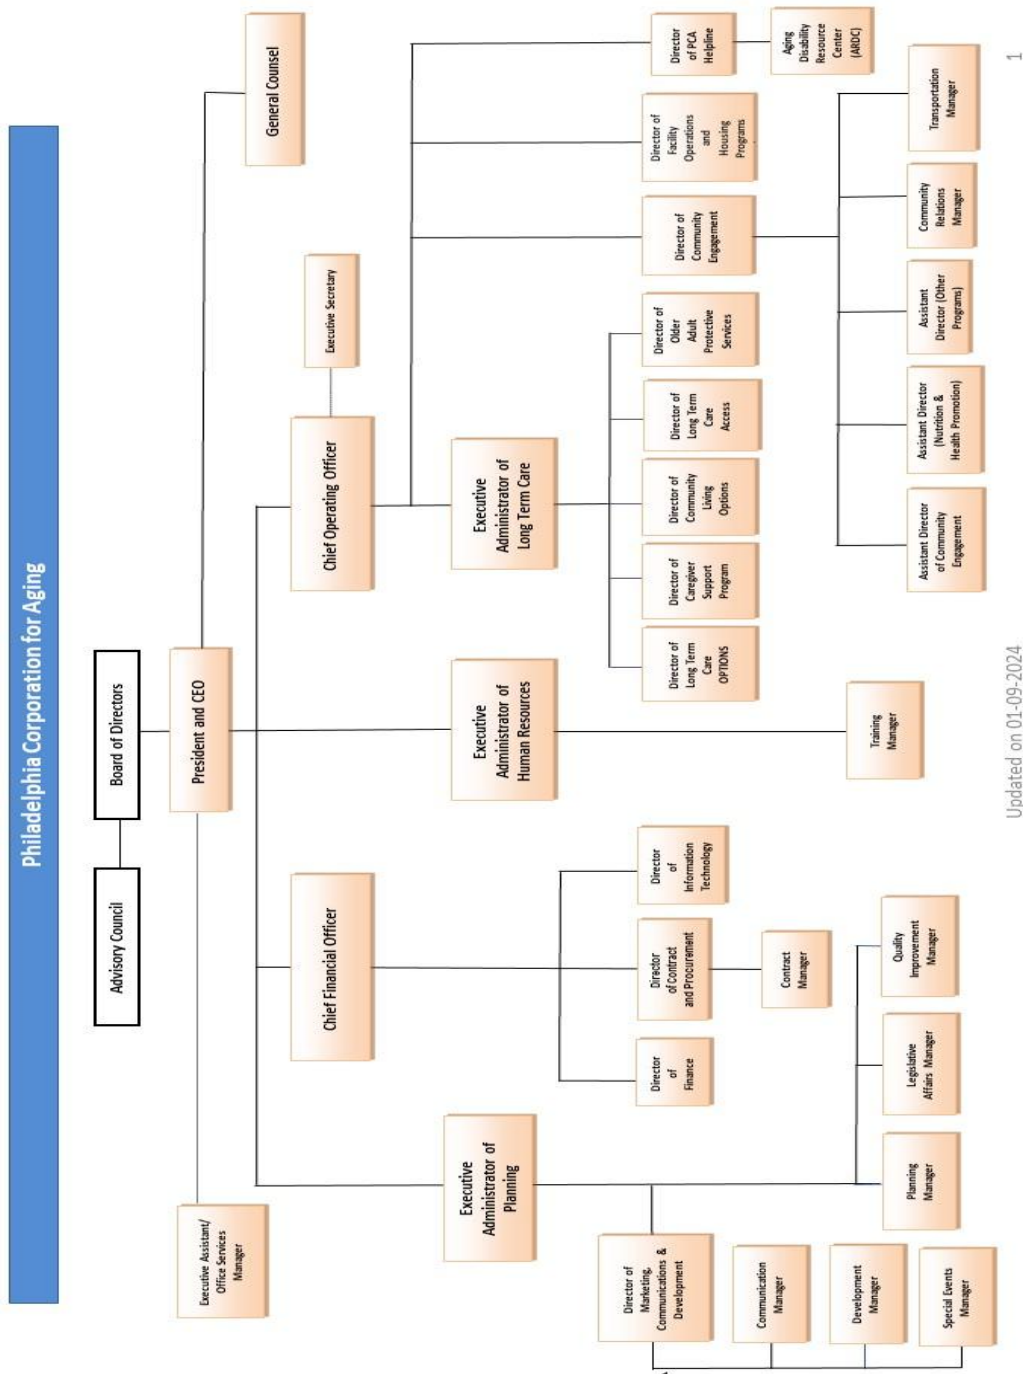 Philadelphia Corporation for Aging
Advisory Council
Board of Directors
Executive Assistant/
Office Services
Manager
President and CEO
General Counsel
Chief Financial Officer
Chief Operating Officer
Executive Secretary
Executive
Administrator of
Planning
Executive
Administrator of
Human Resources
Executive
Administrator of
Long Term Care
Director of
Marketing,
Communications &
Development
Communication
Manager
Development
Manager
Special Events
Manager
Planning
Manager
Legislative
Affairs Manager
Quality
Improvement
Manager
Director
of
Finance
Director
of Contract
and Procurement
Director
of
Information
Technology
Contract
Manager
Training
Manager
Director of
Long Term
Care
OPTIONS
Director of
Caregiver
Support
Program
Director of
Community
Living
Options
Director of
Long Term
Care
Access
Director of
Older
Adult
Protective
Services
Director of
Community
Engagement
Director of
Facility
Operations
and
Housing
Programs
Director
of PCA
Helpline
Aging
Disability
Resource
Center
(ARDC)
Assistant Director
of Community
Engagement
Assistant Director
(Nutrition &
Health Promotion)
Assistant
Director (Other
Programs)
Community
Relations
Manager
Transportation
Manager
Updated on 01-09-2024
1